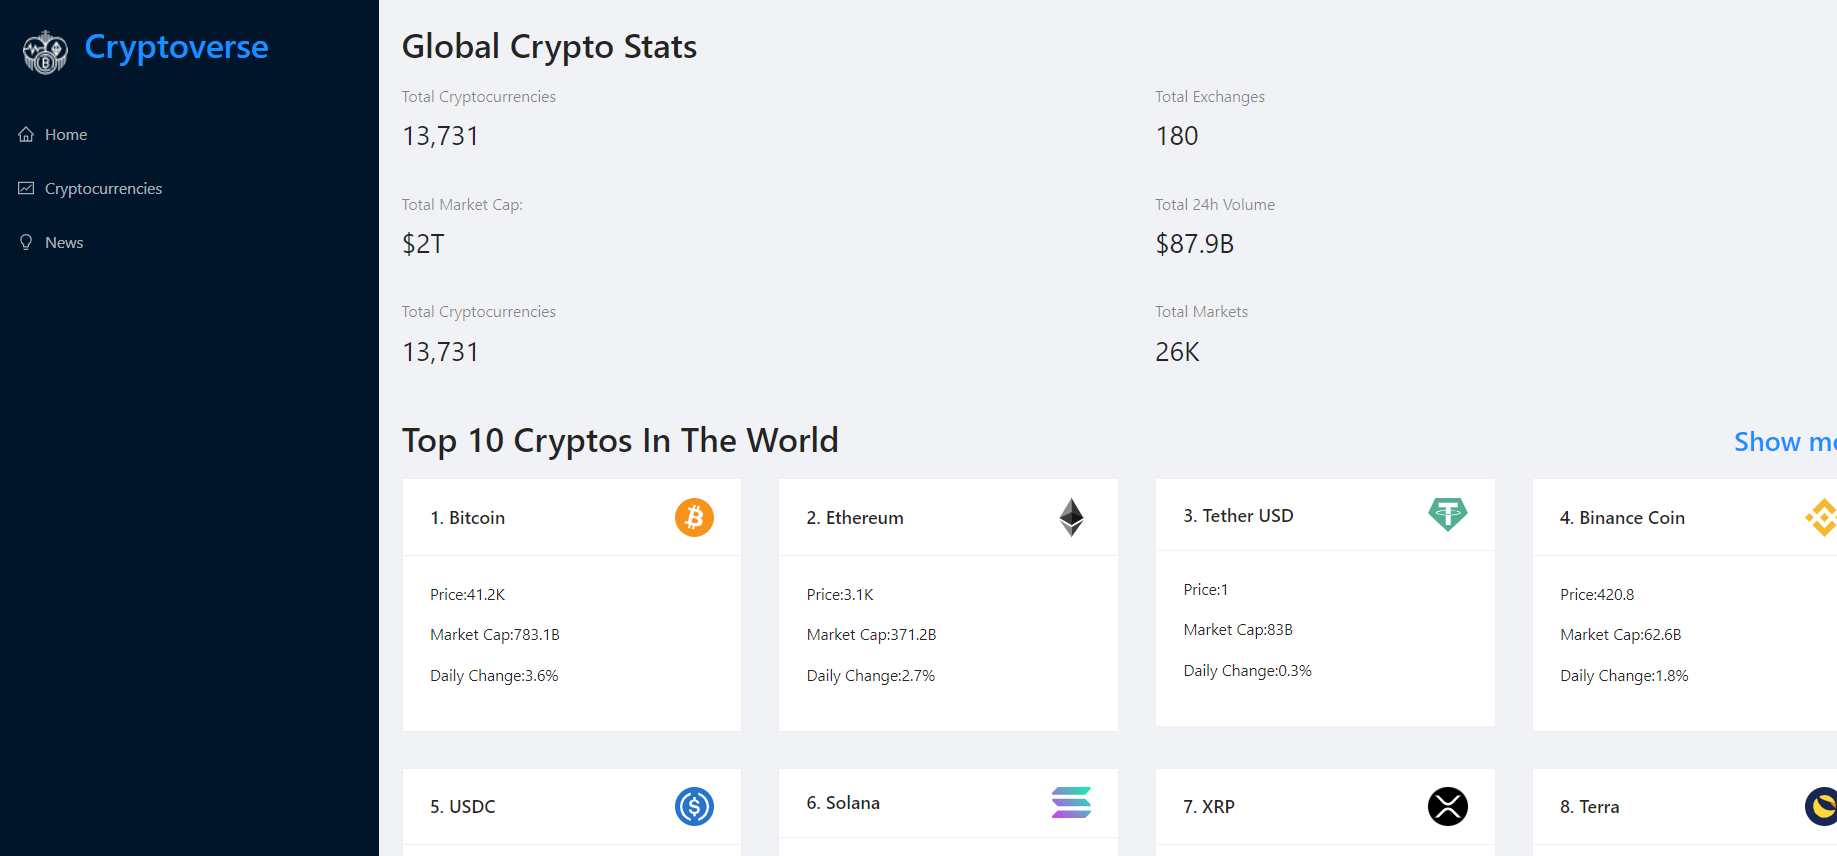 Cryptoverse
Home
Cryptocurrencies
News
Global Crypto Stats
Total Cryptocurrencies
13,731
Total Exchanges
180
Total Market Cap:
$2T
Total 24h Volume
$87.9B
Total Cryptocurrencies
13,731
Total Markets
26K
Top 10 Cryptos In The World
Show
1. Bitcoin
Price:41.2K
Market Cap:783.1B
Daily Change:3.6%
2. Ethereum
Price:3.1K
Market Cap:371.2B
Daily Change:2.7%
3. Tether USD
Price:1
Market Cap:83B
Daily Change:0.3%
4. Binance Coin
Price:420.8
Market Cap:62.6B
Daily Change:1.8%
5. USDC
6. Solana
7. XRP
8. Terra